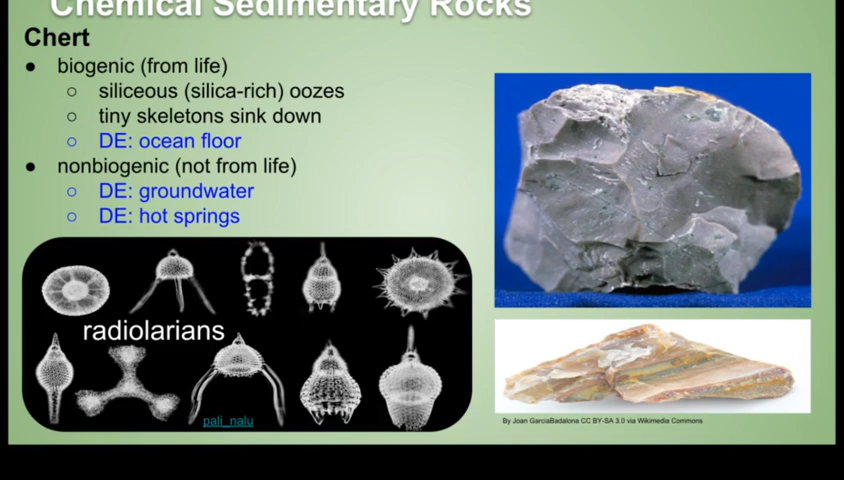 Chemical Sedimentary Rocks
Chert
● biogenic (from life)
○ siliceous (silica-rich) oozes
○ tiny skeletons sink down
○ DE: ocean floor
● nonbiogenic (not from life)
○ DE: groundwater
○ DE: hot springs
radiolarians
pali_nalu
By Joan GarciaBadalona CC BY-SA 3.0 via Wikimedia Commons